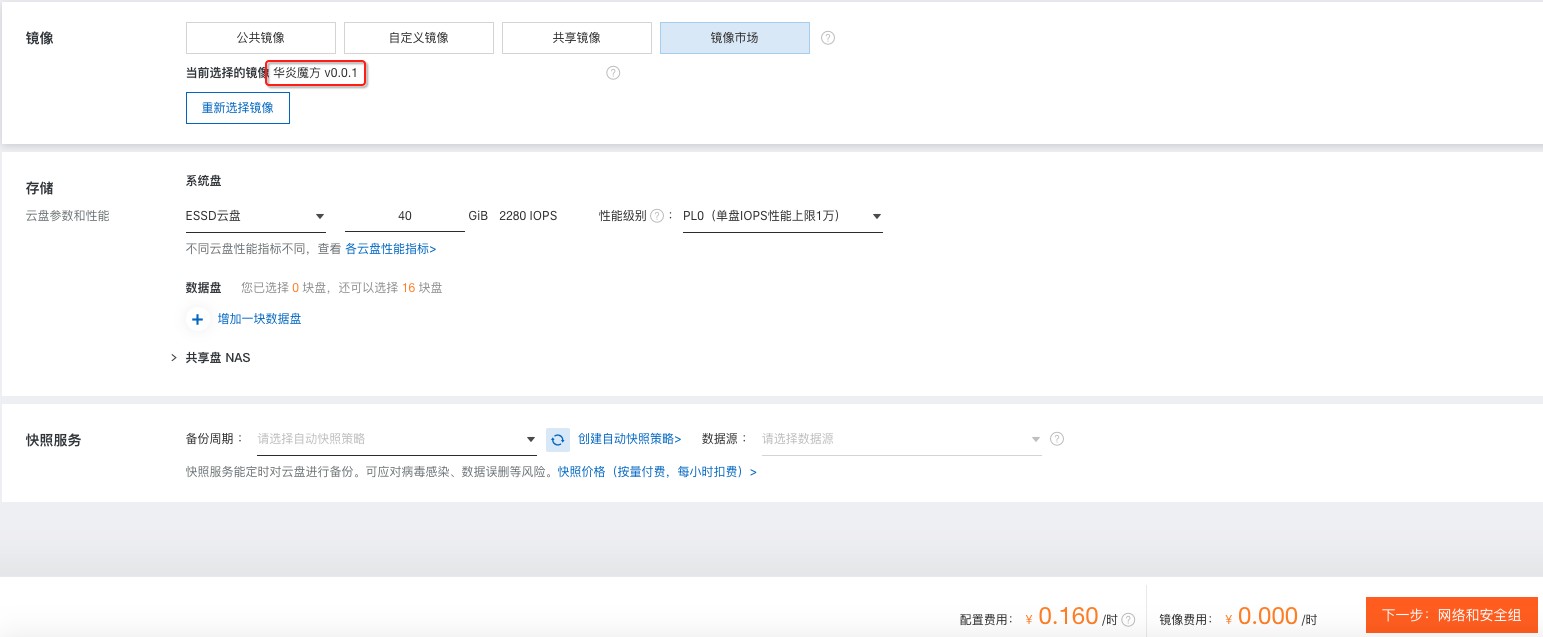 镜像 公共镜像 自定义镜像 共享镜像 镜像市场 ?
当前选择的镜像 华炎魔方 v0.0.1 ?
重新选择镜像
存储 系统盘
云盘参数和性能 ESSD云盘 40 GiB 2280 IOPS 性能级别 ? : PL0（单盘IOPS性能上限1万）
不同云盘性能指标不同，查看 各云盘性能指标>
数据盘 您已选择 0 块盘，还可以选择 16 块盘
+ 增加一块数据盘
> 共享盘 NAS
快照服务 备份周期： 请选择自动快照策略 创建自动快照策略> 数据源： 请选择数据源 ?
快照服务能定时对云盘进行备份。可应对病毒感染、数据误删等风险。快照价格（按量付费，每小时扣费）>
配置费用： ¥ 0.160 /时 ? 镜像费用： ¥ 0.000 /时 下一步：网络和安全组